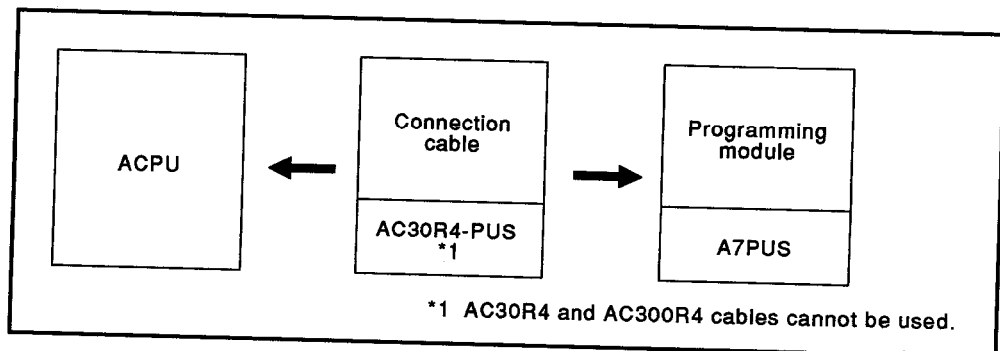 ACPU
Connection
cable
AC30R4-PUS
*1
Programming
module
A7PUS
*1 AC30R4 and AC300R4 cables cannot be used.